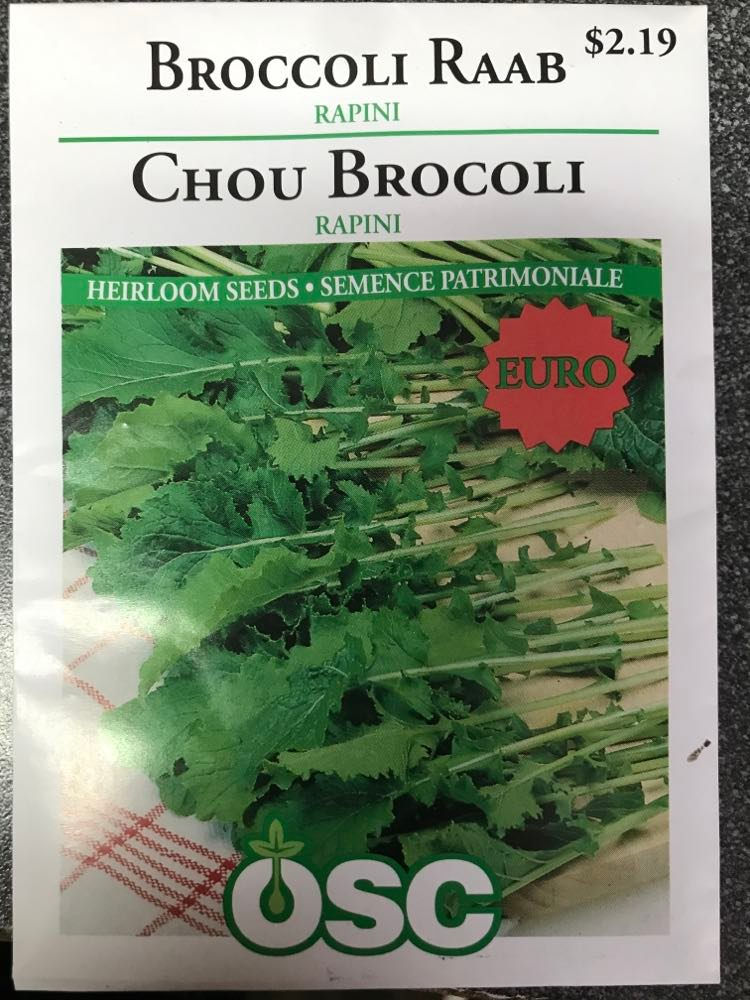 Broccoli Raab
$2.19
RAPINI
Chou Brocoli
RAPINI
HEIRLOOM SEEDS • SEMENCE PATRIMONIALE
EURO
OSC